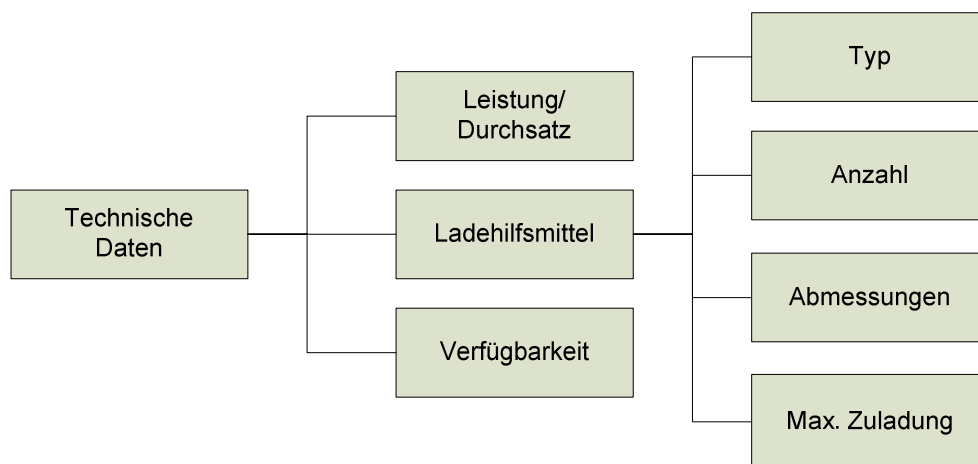 Technische
Daten
Leistung/
Durchsatz
Ladehilfsmittel
Verfügbarkeit
Typ
Anzahl
Abmessungen
Max. Zuladung